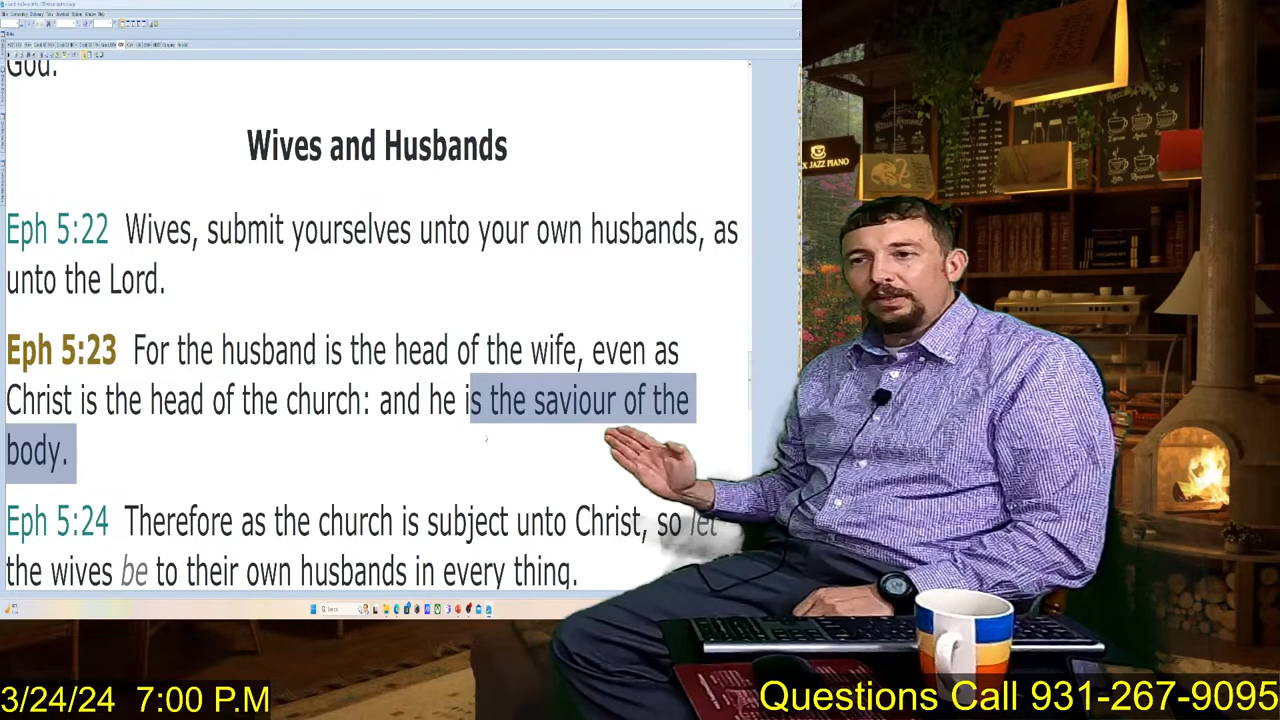 God.
Wives and Husbands
Eph 5:22 Wives, submit yourselves unto your own husbands, as
unto the Lord.
Eph 5:23 For the husband is the head of the wife, even as
Christ is the head of the church: and he is the saviour of the
body.
Eph 5:24 Therefore as the church is subject unto Christ, so let
the wives be to their own husbands in every thing.
X JAZZ PIANO
3/24/24 7:00 P.M
Questions Call 931-267-9095